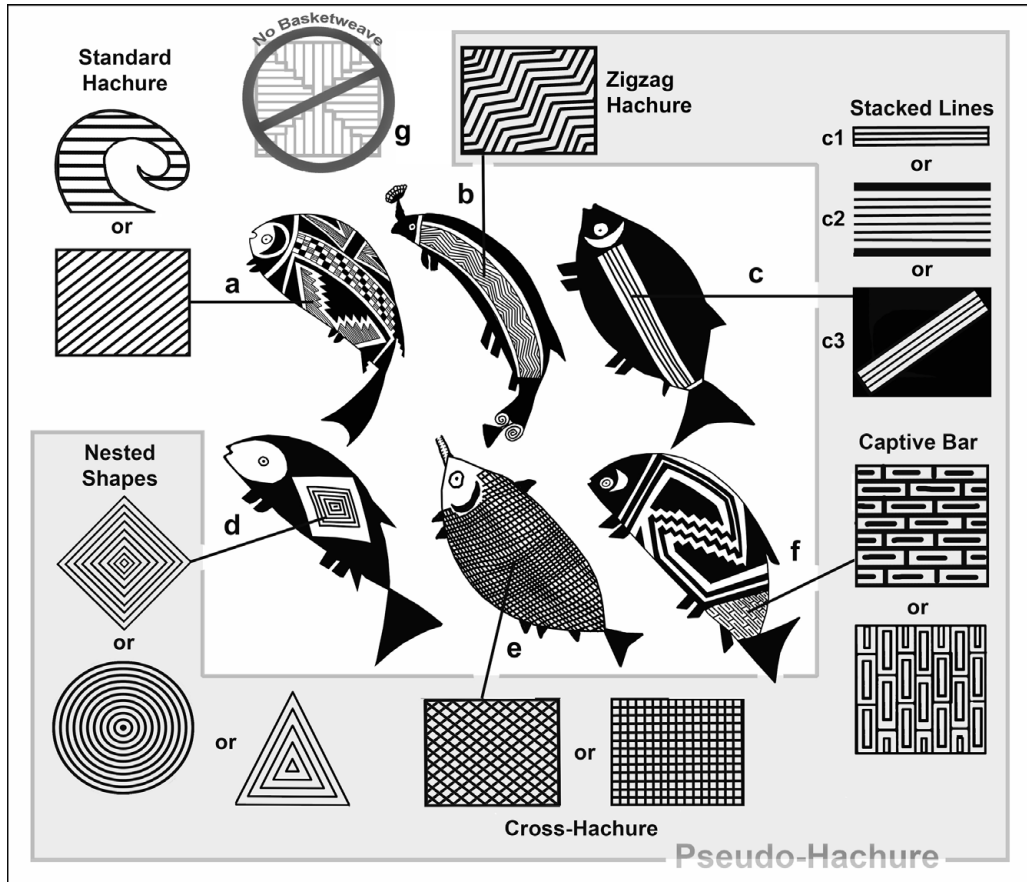 No Basketweave
g
Standard
Hachure
or
a
b
Zigzag
Hachure
Stacked Lines
c1
or
c2
or
c3
c
Nested
Shapes
d
or
or
e
or
Cross-Hachure
f
Captive Bar
or
Pseudo-Hachure